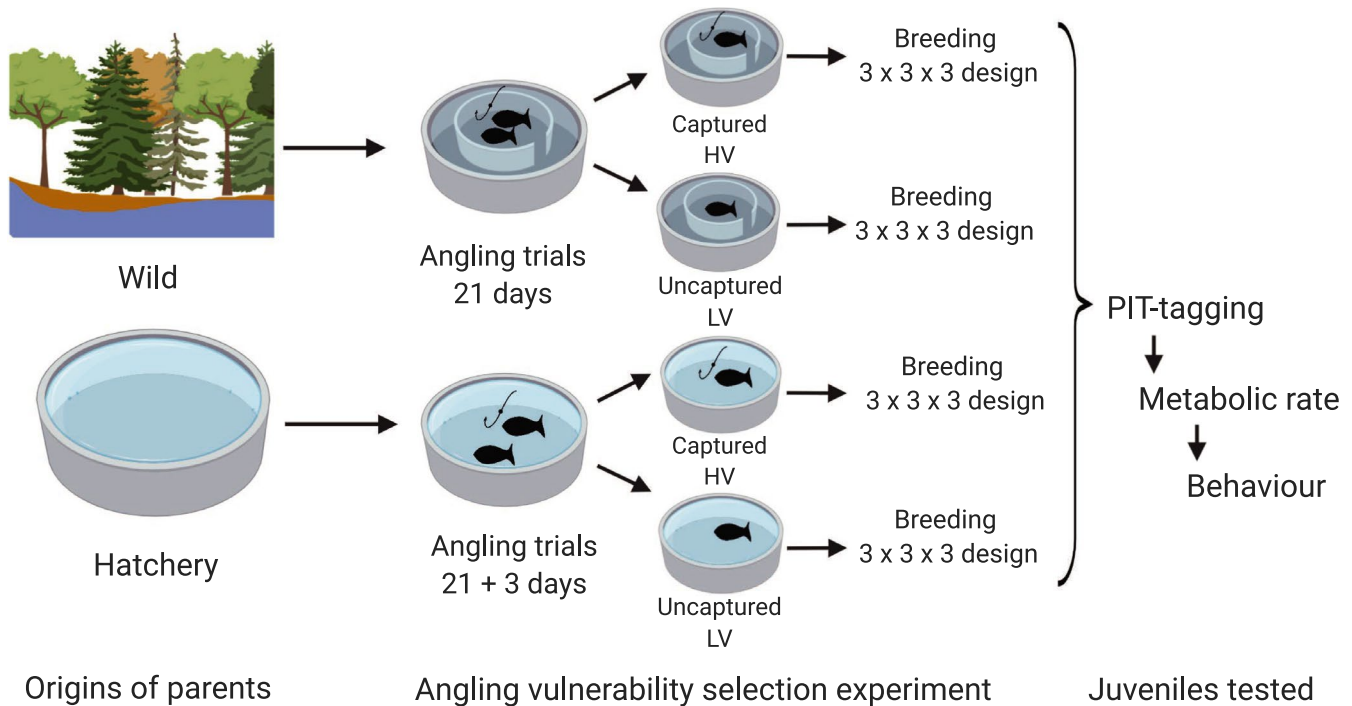 Wild
Angling trials
21 days
Captured
HV
Breeding
3 x 3 x 3 design
Uncaptured
LV
Breeding
3 x 3 x 3 design
Hatchery
Angling trials
21 + 3 days
Captured
HV
Breeding
3 x 3 x 3 design
Uncaptured
LV
Breeding
3 x 3 x 3 design
PIT-tagging
Metabolic rate
Behaviour
Origins of parents
Angling vulnerability selection experiment
Juveniles tested